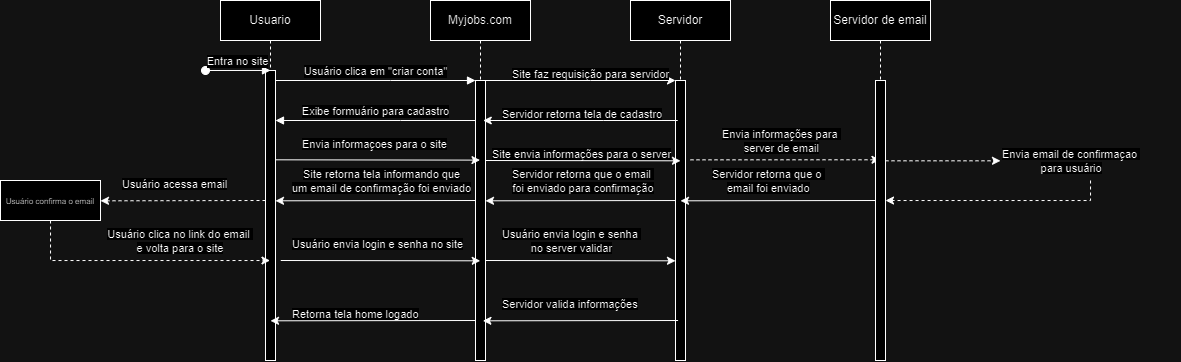 Usuario
Myjobs.com
Servidor
Servidor de email
Entra no site
Usuário clica em "criar conta"
Site faz requisição para servidor
Exibe formuário para cadastro
Servidor retorna tela de cadastro
Envia informaçoes para o site
Site envia informações para o server
Envia informações para
server de email
Envia email de confirmaçao
para usuário
Usuário acessa email
Site retorna tela informando que
um email de confirmação foi enviado
Servidor retorna que o email
foi enviado para confirmação
Servidor retorna que o
email foi enviado
Usuário confirma o email
Usuário clica no link do email
e volta para o site
Usuário envia login e senha no site
Usuário envia login e senha
no server validar
Servidor valida informações
Retorna tela home logado